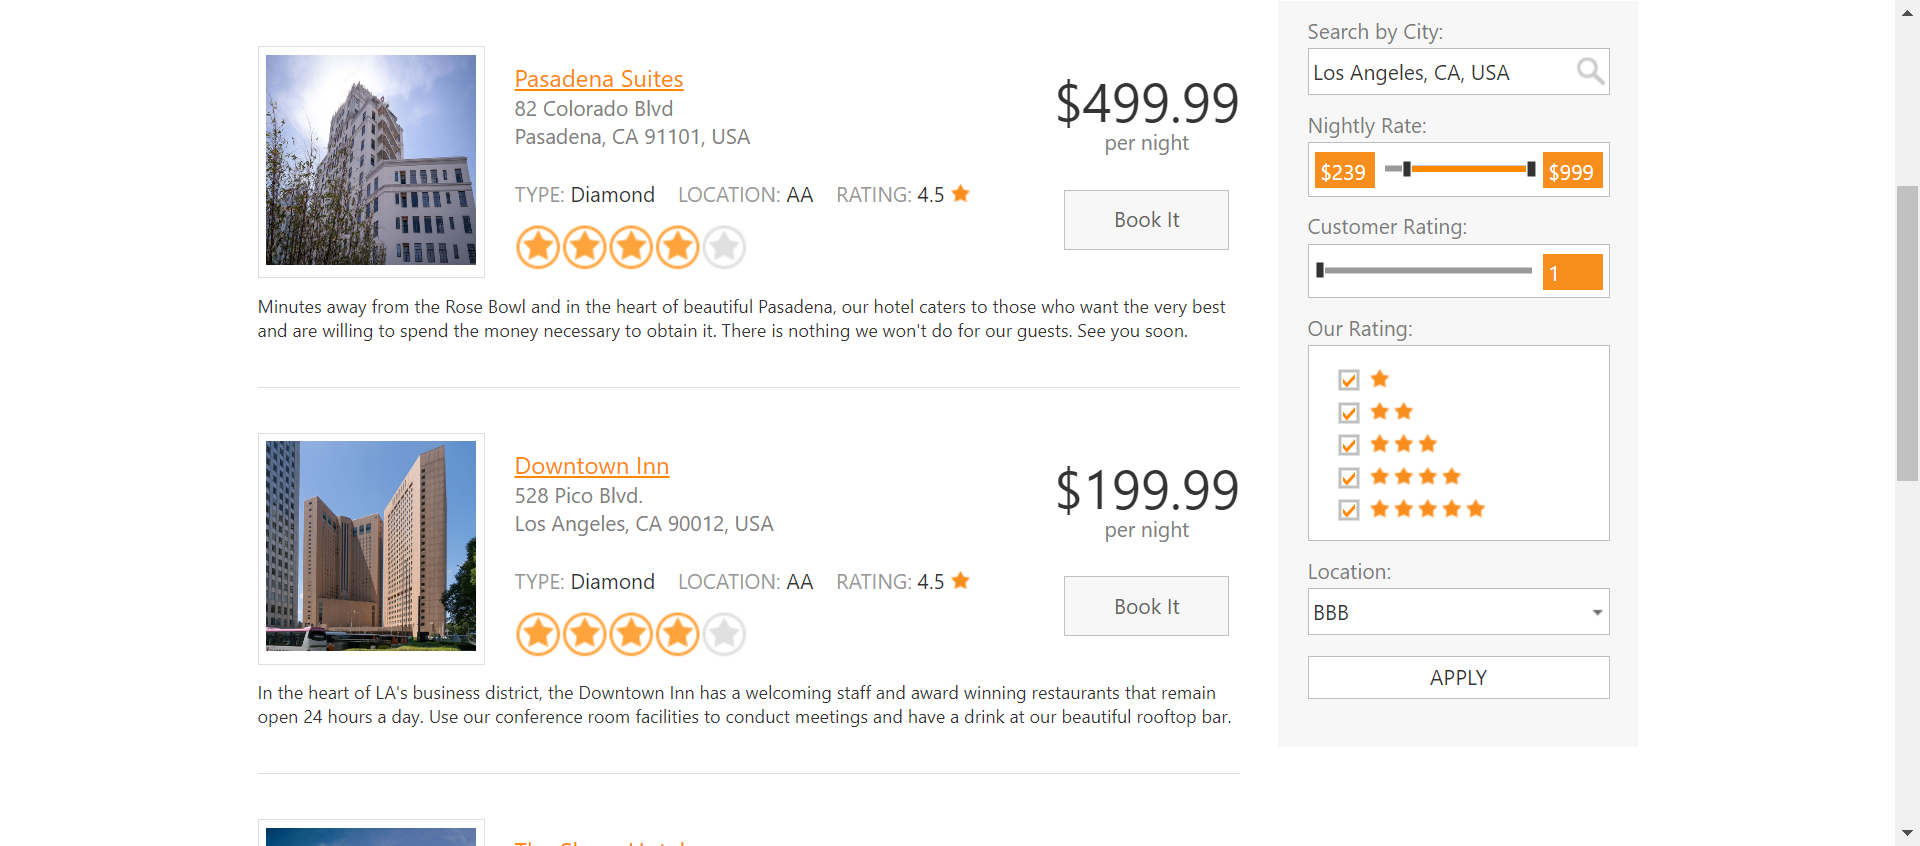 Pasadena Suites
82 Colorado Blvd
Pasadena, CA 91101, USA
$499.99
per night
TYPE: Diamond LOCATION: AA RATING: 4.5
Book It
Minutes away from the Rose Bowl and in the heart of beautiful Pasadena, our hotel caters to those who want the very best
and are willing to spend the money necessary to obtain it. There is nothing we won't do for our guests. See you soon.
Downtown Inn
528 Pico Blvd.
Los Angeles, CA 90012, USA
$199.99
per night
TYPE: Diamond LOCATION: AA RATING: 4.5
Book It
In the heart of LA's business district, the Downtown Inn has a welcoming staff and award winning restaurants that remain
open 24 hours a day. Use our conference room facilities to conduct meetings and have a drink at our beautiful rooftop bar.
Search by City:
Los Angeles, CA, USA
Nightly Rate:
$239 $999
Customer Rating:
1
Our Rating:
Location:
BBB
APPLY